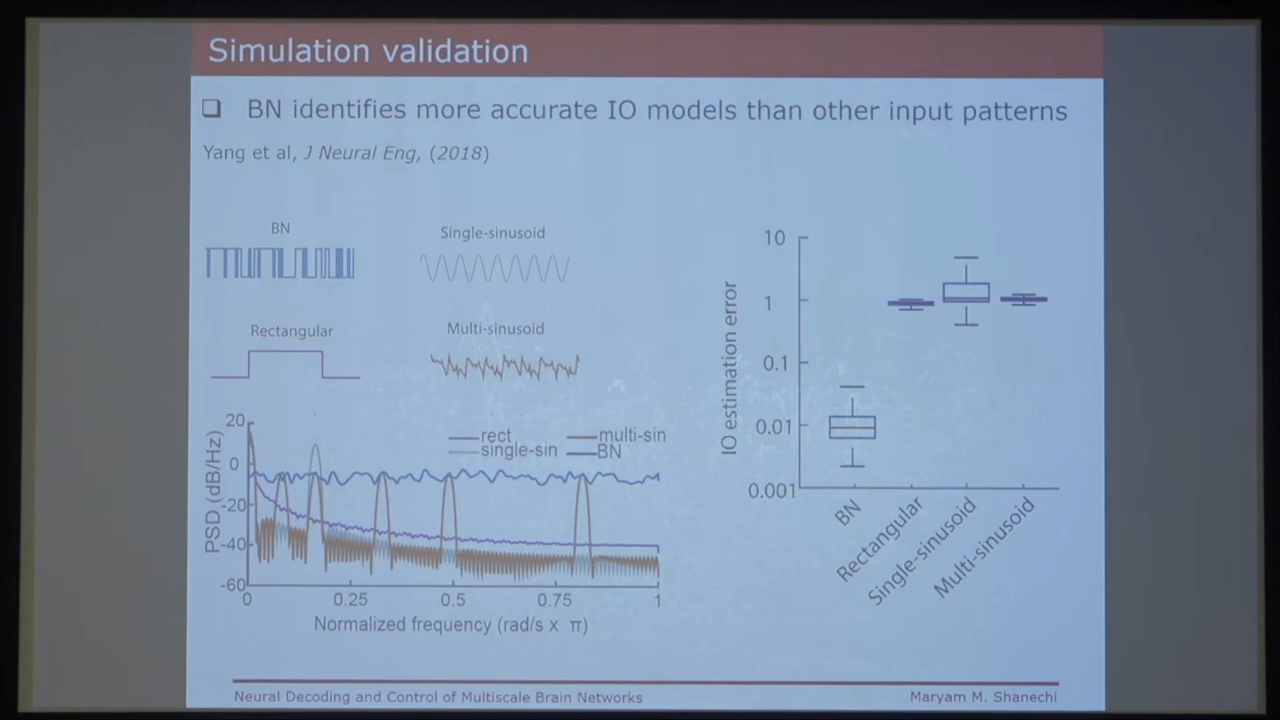 Simulation validation
❑ BN identifies more accurate IO models than other input patterns
Yang et al, J Neural Eng, (2018)
BN
Single-sinusoid
Rectangular
Multi-sinusoid
PSD (dB/Hz)
20
0
-20
-40
-60
rect
multi-sin
single-sin
BN
0
0.25
0.5
0.75
1
Normalized frequency (rad/s x π)
IO estimation error
10
1
0.1
0.01
0.001
BN
Rectangular
Single-sinusoid
Multi-sinusoid
Neural Decoding and Control of Multiscale Brain Networks
Maryam M. Shanechi